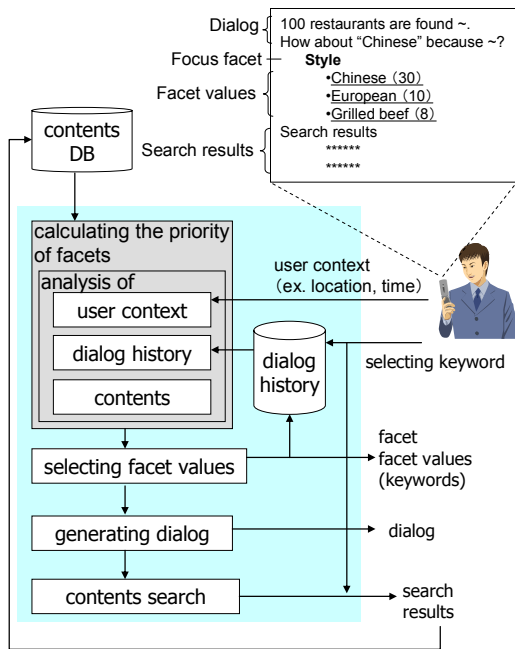 Dialog
100 restaurants are found ~.
How about “Chinese” because ~?
Focus facet
Style
Facet values
•Chinese (30)
•European (10)
•Grilled beef (8)
Search results
Search results
******
******
contents
DB
calculating the priority
of facets
analysis of
user context
dialog history
contents
user context
(ex. location, time)
dialog
history
selecting keyword
selecting facet values
facet
facet values
(keywords)
generating dialog
dialog
contents search
search
results